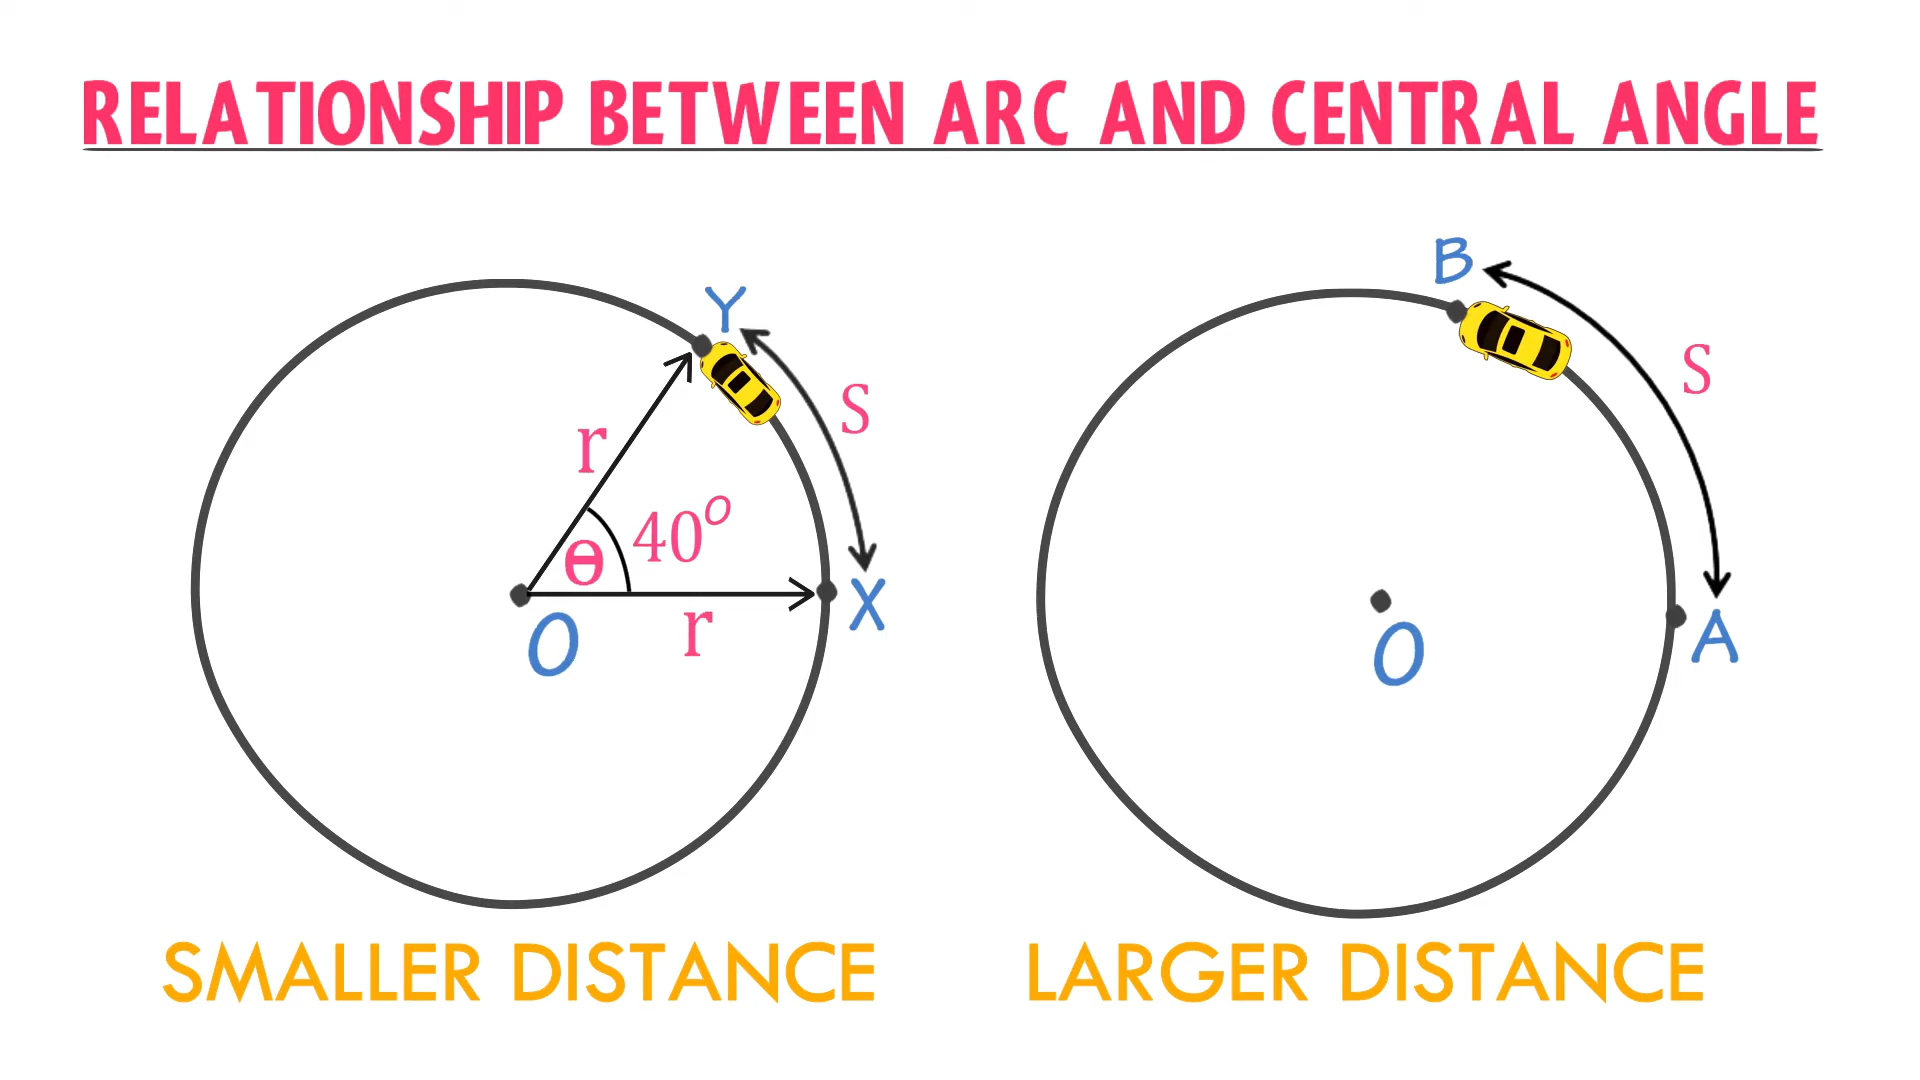 RELATIONSHIP BETWEEN ARC AND CENTRAL ANGLE
Y
S
r
40°
θ
r
X
O
B
S
A
O
SMALLER DISTANCE
LARGER DISTANCE